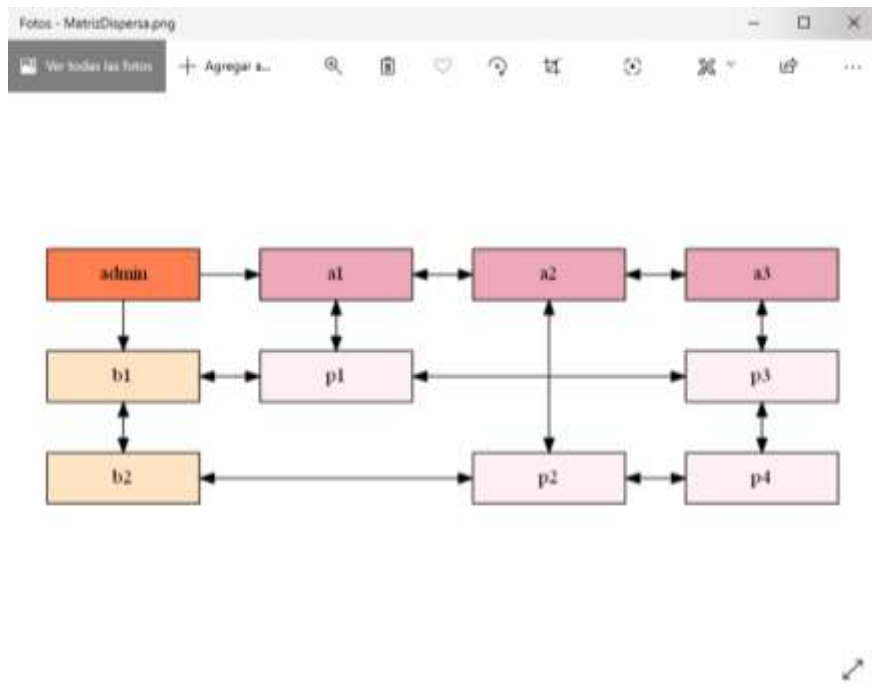 Fotos - MatrizDispersa.png
Ver todas las fotos
Agregar a...
admin a1 a2 a3
b1 p1 p3
b2 p2 p4